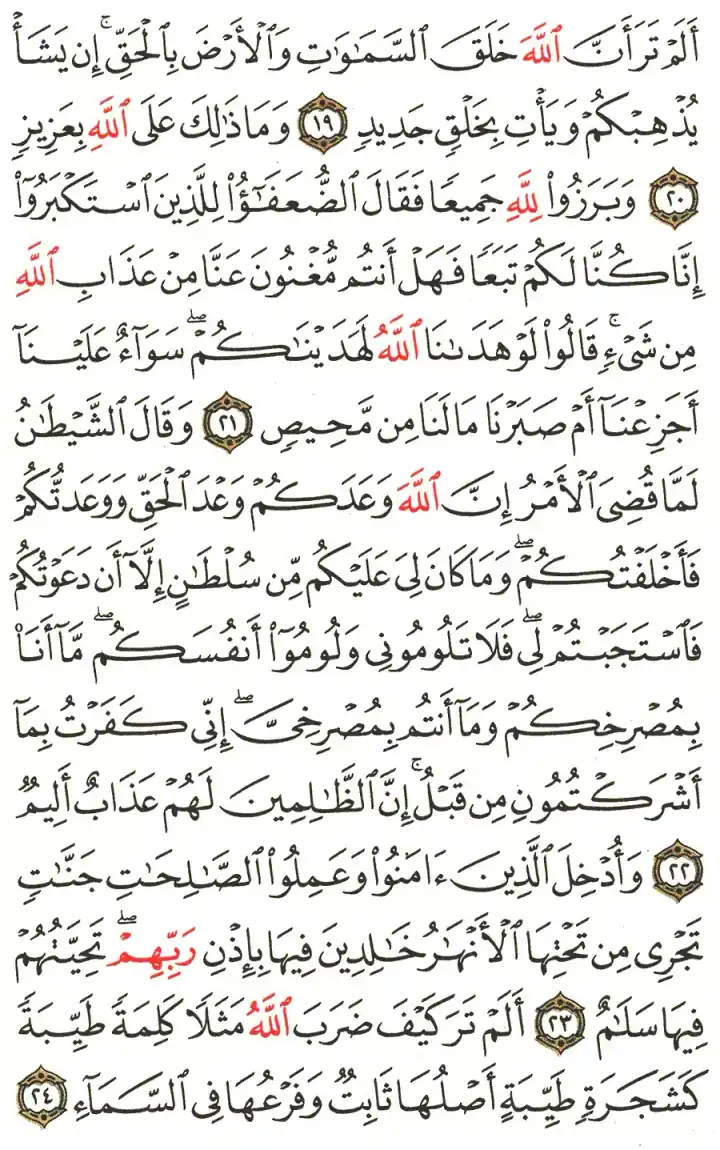 أَلَمۡ تَرَ أَنَّ ٱللَّهَ خَلَقَ ٱلسَّمَٰوَٰتِ وَٱلۡأَرۡضَ بِٱلۡحَقِّۚ إِن يَشَأۡ
يُذۡهِبۡكُمۡ وَيَأۡتِ بِخَلۡقٖ جَدِيدٖ ١٩ وَمَا ذَٰلِكَ عَلَى ٱللَّهِ بِعَزِيزٖ
٢٠ وَبَرَزُواْ لِلَّهِ جَمِيعٗا فَقَالَ ٱلضُّعَفَٰٓؤُاْ لِلَّذِينَ ٱسۡتَكۡبَرُوٓاْ
إِنَّا كُنَّا لَكُمۡ تَبَعٗا فَهَلۡ أَنتُم مُّغۡنُونَ عَنَّا مِنۡ عَذَابِ ٱللَّهِ
مِن شَيۡءٖۚ قَالُواْ لَوۡ هَدَىٰنَا ٱللَّهُ لَهَدَيۡنَٰكُمۡۖ سَوَآءٌ عَلَيۡنَآ
أَجَزِعۡنَآ أَمۡ صَبَرۡنَا مَا لَنَا مِن مَّحِيصٖ ٢١ وَقَالَ ٱلشَّيۡطَٰنُ
لَمَّا قُضِيَ ٱلۡأَمۡرُ إِنَّ ٱللَّهَ وَعَدَكُمۡ وَعۡدَ ٱلۡحَقِّ وَوَعَدتُّكُمۡ
فَأَخۡلَفۡتُكُمۡۖ وَمَا كَانَ لِيَ عَلَيۡكُم مِّن سُلۡطَٰنٍ إِلَّآ أَن دَعَوۡتُكُمۡ
فَٱسۡتَجَبۡتُمۡ لِيۖ فَلَا تَلُومُونِي وَلُومُوٓاْ أَنفُسَكُمۖ مَّآ أَنَا۠
بِمُصۡرِخِكُمۡ وَمَآ أَنتُم بِمُصۡرِخِيَّۖ إِنِّي كَفَرۡتُ بِمَآ
أَشۡرَكۡتُمُونِ مِن قَبۡلُۚ إِنَّ ٱلظَّٰلِمِينَ لَهُمۡ عَذَابٌ أَلِيمٞ
٢٢ وَأُدۡخِلَ ٱلَّذِينَ ءَامَنُواْ وَعَمِلُواْ ٱلصَّٰلِحَٰتِ جَنَّٰتٖ
تَجۡرِي مِن تَحۡتِهَا ٱلۡأَنۡهَٰرُ خَٰلِدِينَ فِيهَا بِإِذۡنِ رَبِّهِمۡۖ تَحِيَّتُهُمۡ
فِيهَا سَلَٰمٌ ٢٣ أَلَمۡ تَرَ كَيۡفَ ضَرَبَ ٱللَّهُ مَثَلٗا كَلِمَةٗ طَيِّبَةٗ
كَشَجَرَةٖ طَيِّبَةٍ أَصۡلُهَا ثَابِتٞ وَفَرۡعُهَا فِي ٱلسَّمَآءِ ٢٤